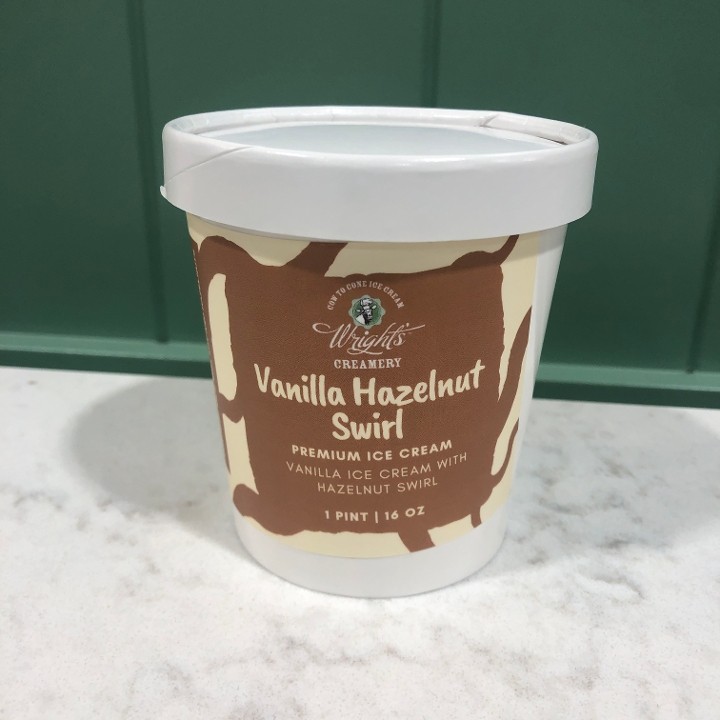 COW TO CONE ICE CREAM
Wright's
CREAMERY
Vanilla Hazelnut
Swirl
PREMIUM ICE CREAM
VANILLA ICE CREAM WITH
HAZELNUT SWIRL
1 PINT | 16 OZ